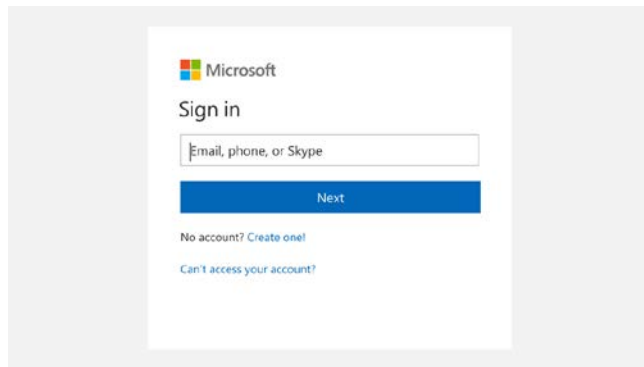 Microsoft
Sign in
Email, phone, or Skype
Next
No account? Create one!
Can't access your account?